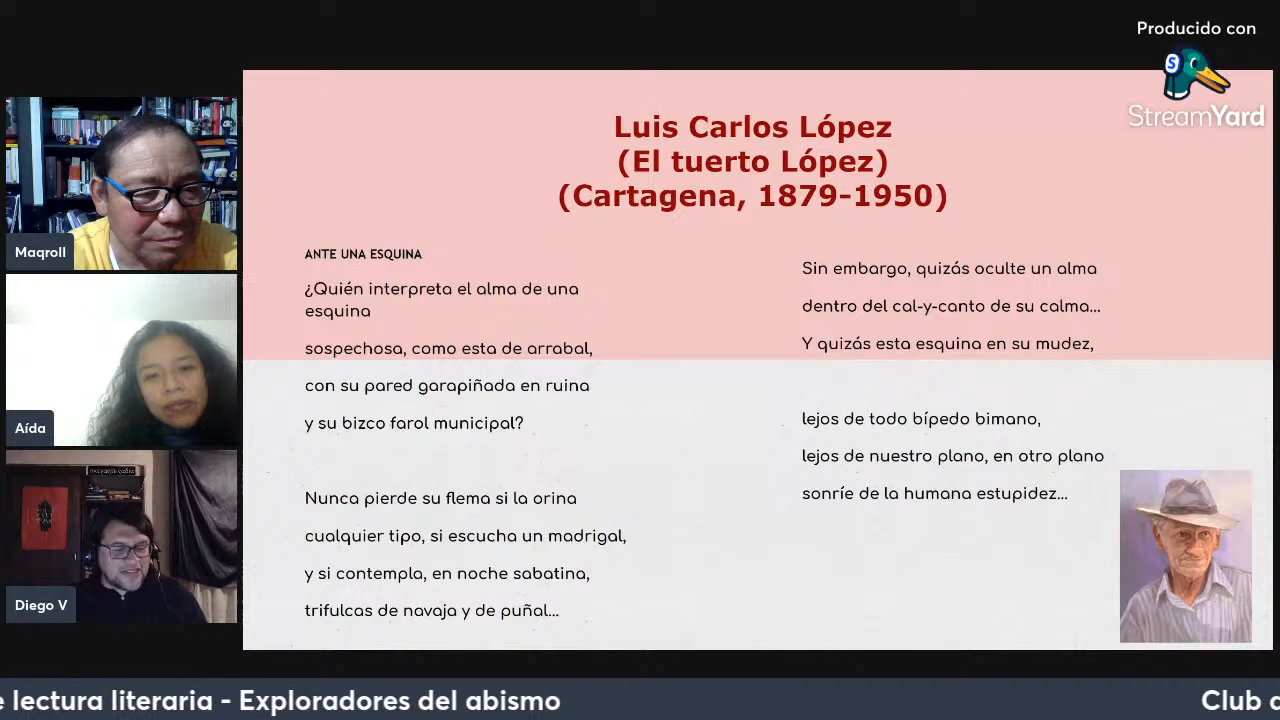 Producido con
StreamYard
Luis Carlos López
(El tuerto López)
(Cartagena, 1879-1950)
ANTE UNA ESQUINA
¿Quién interpreta el alma de una
esquina
sospechosa, como esta de arrabal,
con su pared garapiñada en ruina
y su bizco farol municipal?
Nunca pierde su flema si la orina
cualquier tipo, si escucha un madrigal,
y si contempla, en noche sabatina,
trifulcas de navaja y de puñal...
Sin embargo, quizás oculte un alma
dentro del cal-y-canto de su calma...
Y quizás esta esquina en su mudez,
lejos de todo bípedo bimano,
lejos de nuestro plano, en otro plano
sonríe de la humana estupidez...
Maqroll
Aída
Diego V
e lectura literaria - Exploradores del abismo
Club